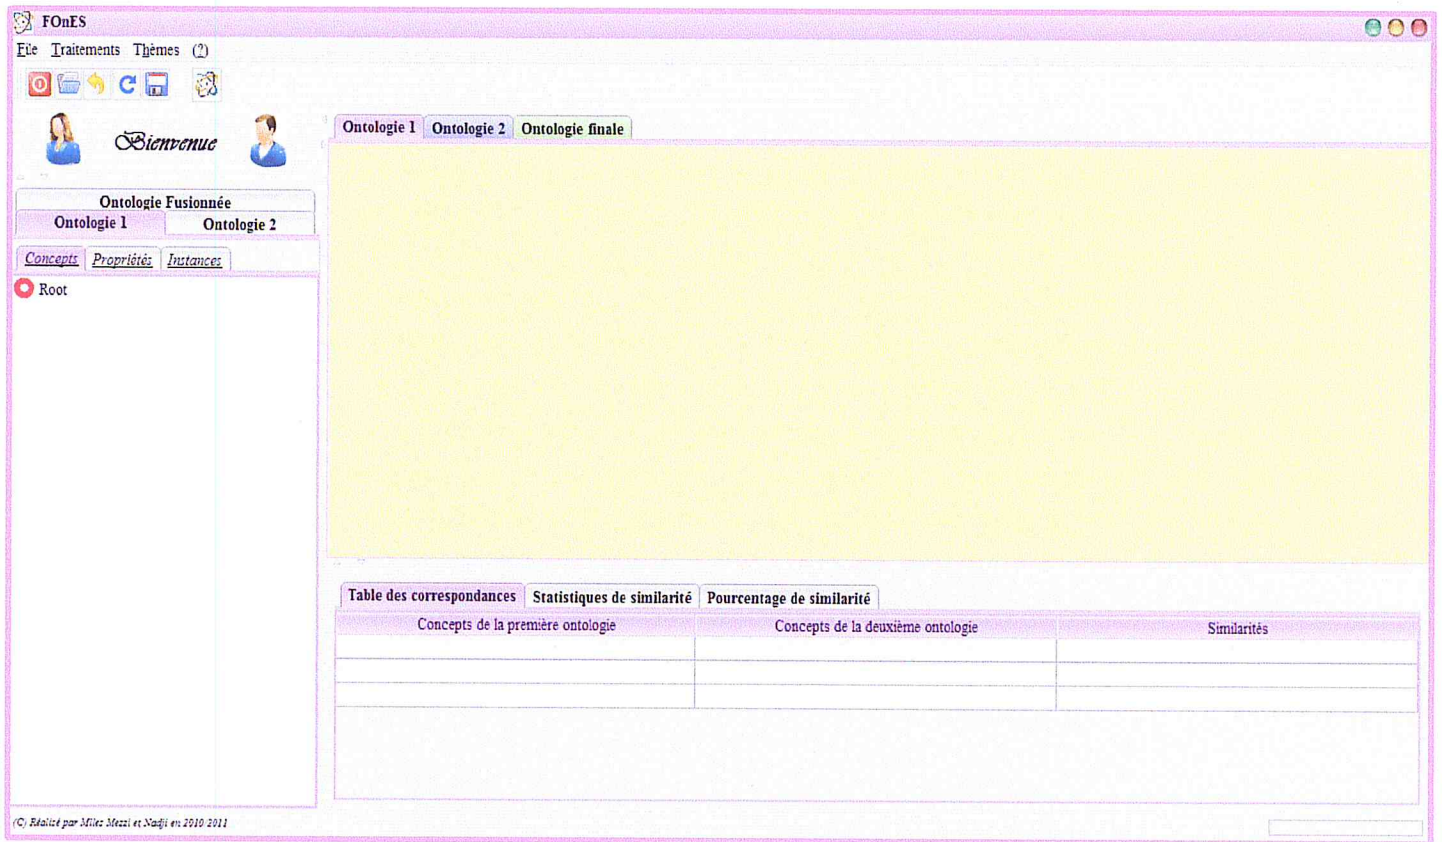 FOnES
File Traitements Thèmes (?)
Bienvenue
Ontologie Fusionnée
Ontologie 1 Ontologie 2
Concepts Propriétés Instances
Root
Ontologie 1 Ontologie 2 Ontologie finale
Table des correspondances Statistiques de similarité Pourcentage de similarité
Concepts de la première ontologie Concepts de la deuxième ontologie Similarités
(C) Réalisé par Mlles Mezzi et Nadji en 2010 2011